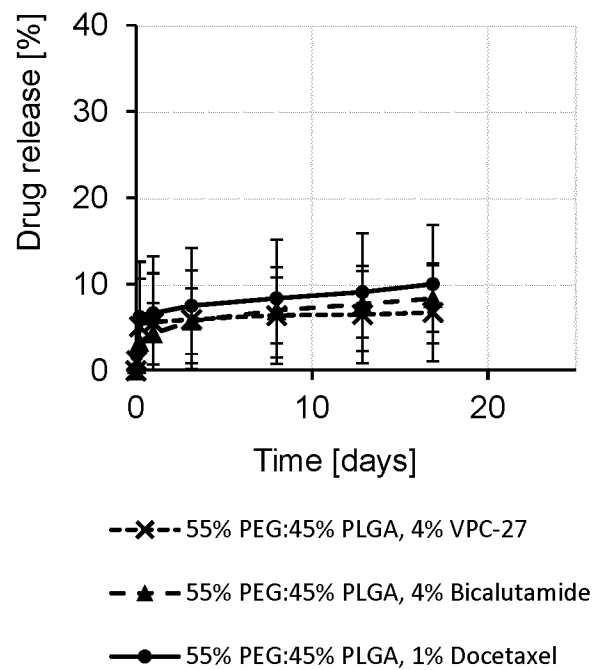 Drug release [%]
40
30
20
10
0
0 10 20
Time [days]
55% PEG:45% PLGA, 4% VPC-27
55% PEG:45% PLGA, 4% Bicalutamide
55% PEG:45% PLGA, 1% Docetaxel